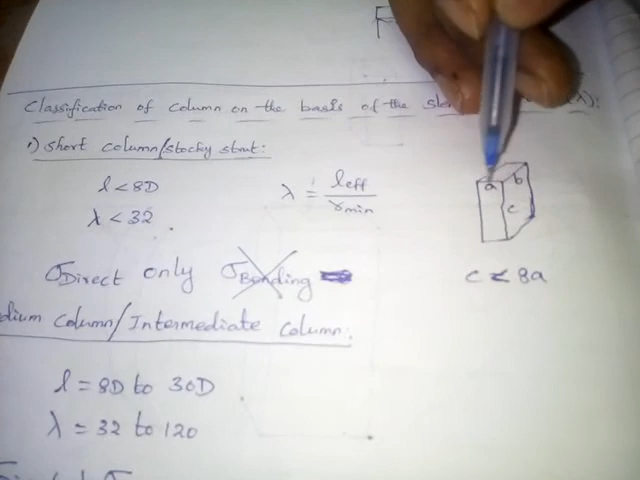 F
Classification of column on the basis of the λ):
1) short column/stocky strut:
l < 8D
λ = leff / rmin
λ < 32.
a b c
σDirect only σBending
c < 8a
dium column/Intermediate column:
l = 8D to 30D
λ = 32 to 120